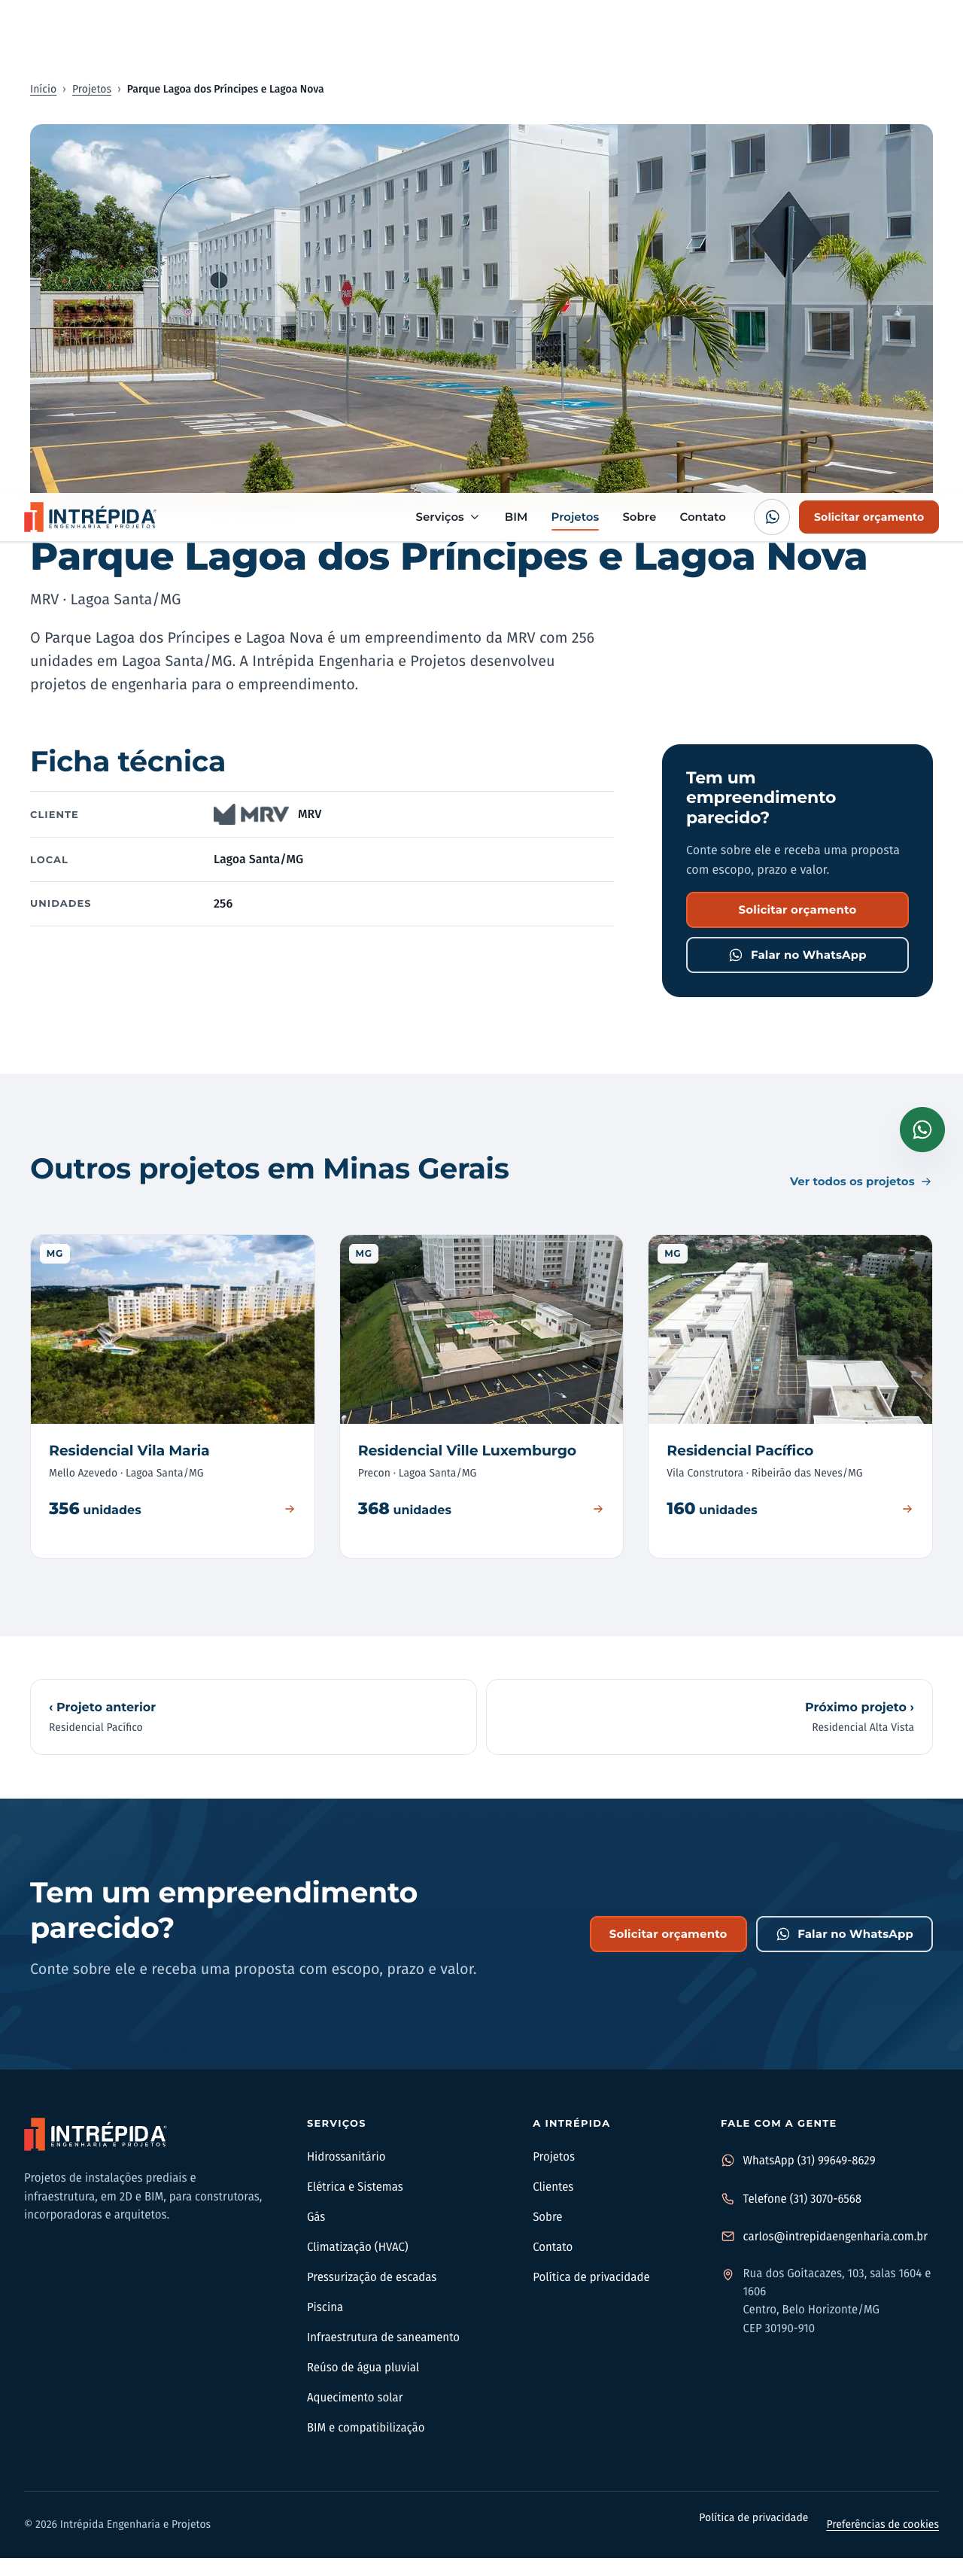 Início › Projetos › Parque Lagoa dos Príncipes e Lagoa Nova
PARE
INTRÉPIDA
ENGENHARIA E PROJETOS
Serviços
BIM
Projetos
Sobre
Contato
Solicitar orçamento
Parque Lagoa dos Príncipes e Lagoa Nova
MRV · Lagoa Santa/MG
O Parque Lagoa dos Príncipes e Lagoa Nova é um empreendimento da MRV com 256
unidades em Lagoa Santa/MG. A Intrépida Engenharia e Projetos desenvolveu
projetos de engenharia para o empreendimento.
Ficha técnica
CLIENTE
MRV MRV
LOCAL
Lagoa Santa/MG
UNIDADES
256
Tem um
empreendimento
parecido?
Conte sobre ele e receba uma proposta
com escopo, prazo e valor.
Solicitar orçamento
Falar no WhatsApp
Outros projetos em Minas Gerais
Ver todos os projetos →
MG
Residencial Vila Maria
Mello Azevedo · Lagoa Santa/MG
356 unidades →
MG
Residencial Ville Luxemburgo
Precon · Lagoa Santa/MG
368 unidades →
MG
Residencial Pacífico
Vila Construtora · Ribeirão das Neves/MG
160 unidades →
‹ Projeto anterior
Residencial Pacífico
Próximo projeto ›
Residencial Alta Vista
Tem um empreendimento
parecido?
Conte sobre ele e receba uma proposta com escopo, prazo e valor.
Solicitar orçamento
Falar no WhatsApp
INTRÉPIDA
ENGENHARIA E PROJETOS
Projetos de instalações prediais e
infraestrutura, em 2D e BIM, para construtoras,
incorporadoras e arquitetos.
SERVIÇOS
Hidrossanitário
Elétrica e Sistemas
Gás
Climatização (HVAC)
Pressurização de escadas
Piscina
Infraestrutura de saneamento
Reúso de água pluvial
Aquecimento solar
BIM e compatibilização
A INTRÉPIDA
Projetos
Clientes
Sobre
Contato
Política de privacidade
FALE COM A GENTE
WhatsApp (31) 99649-8629
Telefone (31) 3070-6568
carlos@intrepidaengenharia.com.br
Rua dos Goitacazes, 103, salas 1604 e
1606
Centro, Belo Horizonte/MG
CEP 30190-910
© 2026 Intrépida Engenharia e Projetos
Política de privacidade
Preferências de cookies